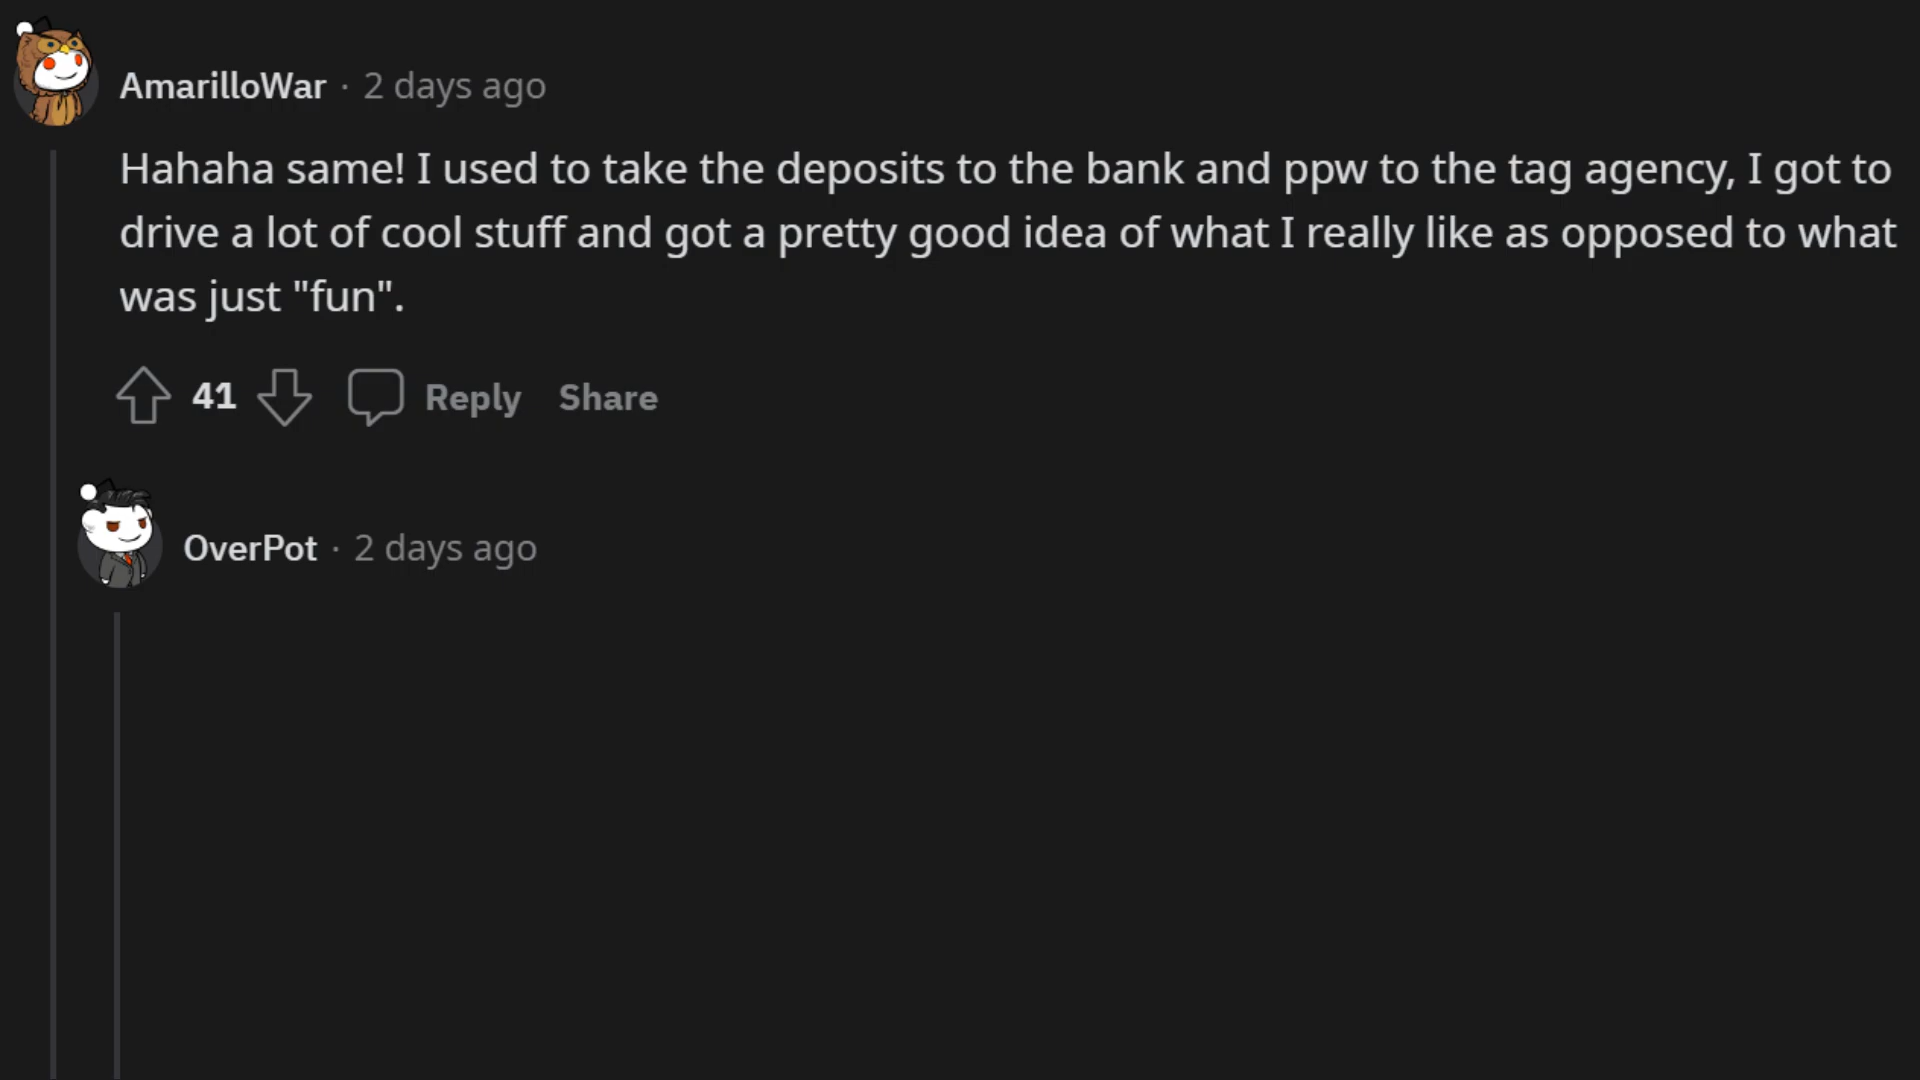 AmarilloWar · 2 days ago
Hahaha same! I used to take the deposits to the bank and ppw to the tag agency, I got to
drive a lot of cool stuff and got a pretty good idea of what I really like as opposed to what
was just "fun".
41 Reply Share
OverPot · 2 days ago